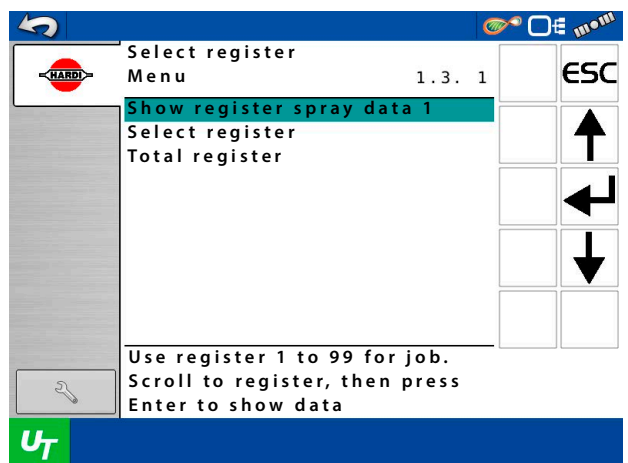 Select register
Menu 1.3. 1
HARDI
ESC
Show register spray data 1
Select register
Total register
Use register 1 to 99 for job.
Scroll to register, then press
Enter to show data
UT